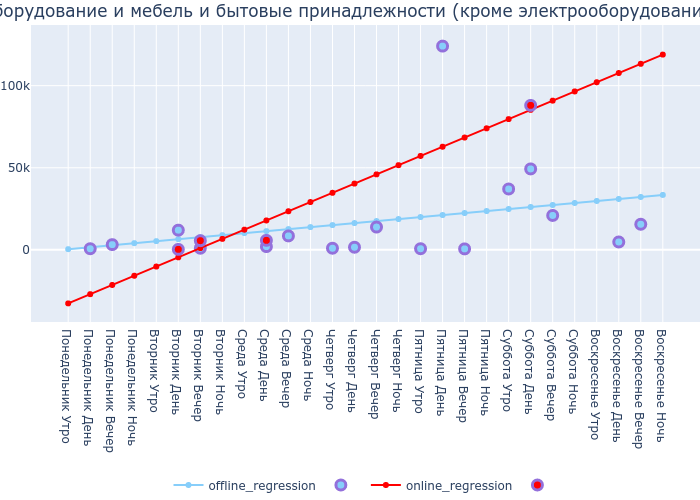 борудование и мебель и бытовые принадлежности (кроме электрооборудовани
100k
50k
0
Понедельник Утро
Понедельник День
Понедельник Вечер
Понедельник Ночь
Вторник Утро
Вторник День
Вторник Вечер
Вторник Ночь
Среда Утро
Среда День
Среда Вечер
Среда Ночь
Четверг Утро
Четверг День
Четверг Вечер
Четверг Ночь
Пятница Утро
Пятница День
Пятница Вечер
Пятница Ночь
Суббота Утро
Суббота День
Суббота Вечер
Суббота Ночь
Воскресенье Утро
Воскресенье День
Воскресенье Вечер
Воскресенье Ночь
offline_regression
online_regression